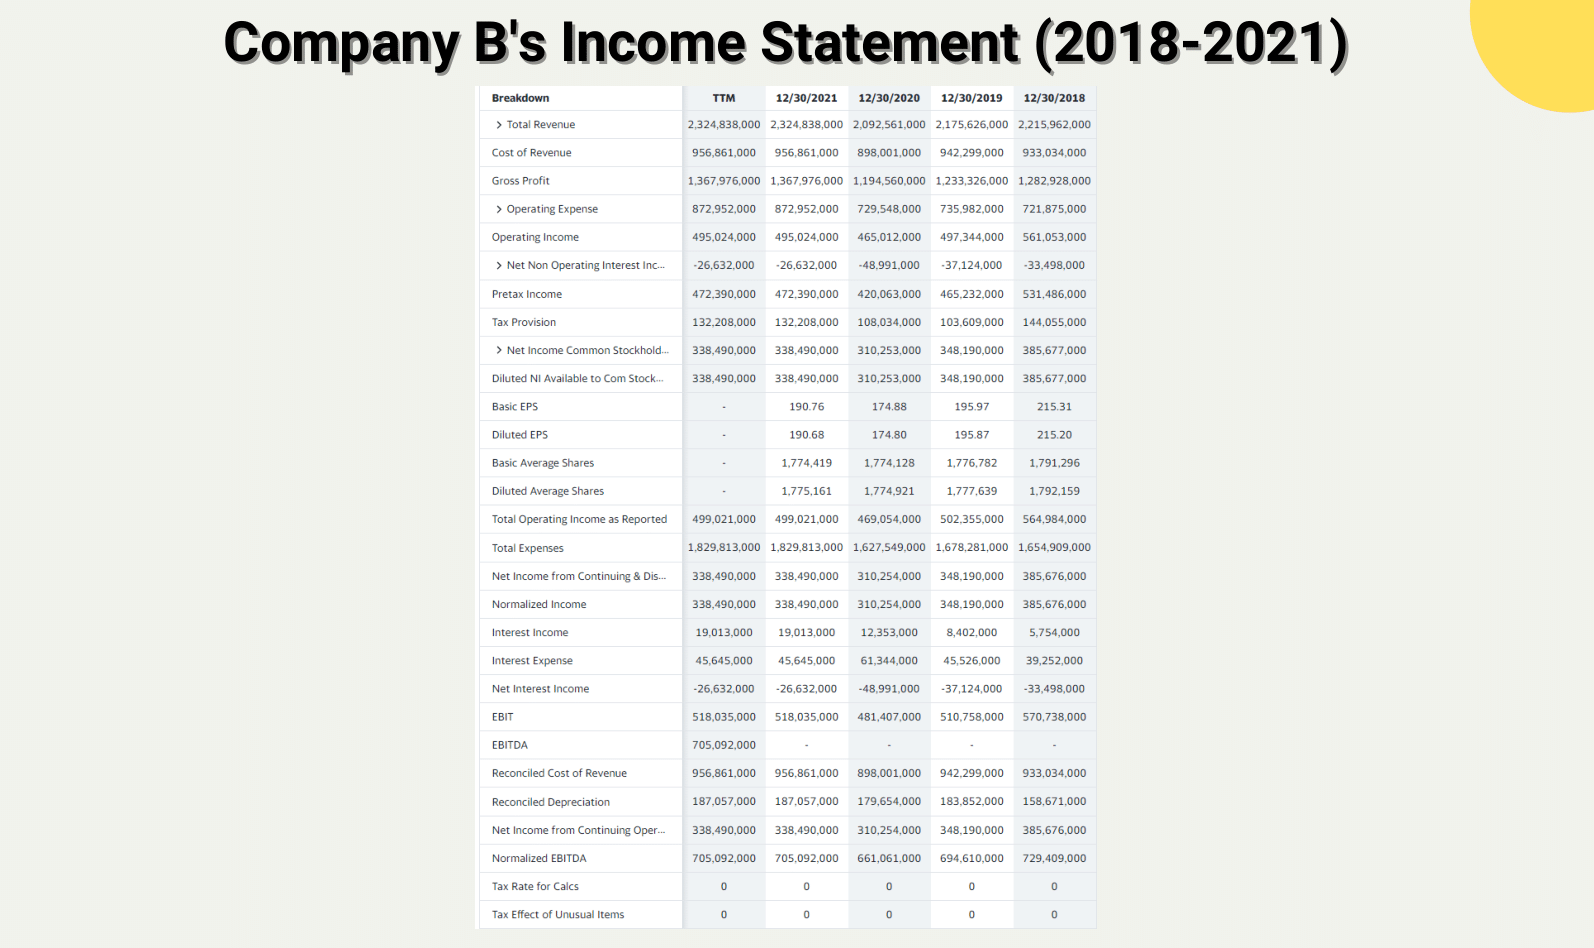 Company B's Income Statement (2018-2021)
Breakdown TTM 12/30/2021 12/30/2020 12/30/2019 12/30/2018
Total Revenue 2,324,838,000 2,324,838,000 2,092,561,000 2,175,626,000 2,215,962,000
Cost of Revenue 956,861,000 956,861,000 898,001,000 942,299,000 933,034,000
Gross Profit 1,367,976,000 1,367,976,000 1,194,560,000 1,233,326,000 1,282,928,000
Operating Expense 872,952,000 872,952,000 729,548,000 735,982,000 721,875,000
Operating Income 495,024,000 495,024,000 465,012,000 497,344,000 561,053,000
Net Non Operating Interest Inc... -26,632,000 -26,632,000 -48,991,000 -37,124,000 -33,498,000
Pretax Income 472,390,000 472,390,000 420,063,000 465,232,000 531,486,000
Tax Provision 132,208,000 132,208,000 108,034,000 103,609,000 144,055,000
Net Income Common Stockhold... 338,490,000 338,490,000 310,253,000 348,190,000 385,677,000
Diluted NI Available to Com Stock... 338,490,000 338,490,000 310,253,000 348,190,000 385,677,000
Basic EPS - 190.76 174.88 195.97 215.31
Diluted EPS - 190.68 174.80 195.87 215.20
Basic Average Shares - 1,774,419 1,774,128 1,776,782 1,791,296
Diluted Average Shares - 1,775,161 1,774,921 1,777,639 1,792,159
Total Operating Income as Reported 499,021,000 499,021,000 469,054,000 502,355,000 564,984,000
Total Expenses 1,829,813,000 1,829,813,000 1,627,549,000 1,678,281,000 1,654,909,000
Net Income from Continuing & Dis... 338,490,000 338,490,000 310,254,000 348,190,000 385,676,000
Normalized Income 338,490,000 338,490,000 310,254,000 348,190,000 385,676,000
Interest Income 19,013,000 19,013,000 12,353,000 8,402,000 5,754,000
Interest Expense 45,645,000 45,645,000 61,344,000 45,526,000 39,252,000
Net Interest Income -26,632,000 -26,632,000 -48,991,000 -37,124,000 -33,498,000
EBIT 518,035,000 518,035,000 481,407,000 510,758,000 570,738,000
EBITDA 705,092,000 - - - -
Reconciled Cost of Revenue 956,861,000 956,861,000 898,001,000 942,299,000 933,034,000
Reconciled Depreciation 187,057,000 187,057,000 179,654,000 183,852,000 158,671,000
Net Income from Continuing Oper... 338,490,000 338,490,000 310,254,000 348,190,000 385,676,000
Normalized EBITDA 705,092,000 705,092,000 661,061,000 694,610,000 729,409,000
Tax Rate for Calcs 0 0 0 0 0
Tax Effect of Unusual Items 0 0 0 0 0